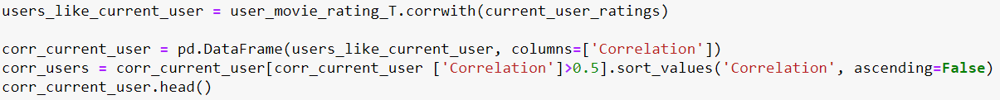 users_like_current_user = user_movie_rating_T.corrwith(current_user_ratings)
corr_current_user = pd.DataFrame(users_like_current_user, columns=['Correlation'])
corr_users = corr_current_user[corr_current_user ['Correlation']>0.5].sort_values('Correlation', ascending=False)
corr_current_user.head()